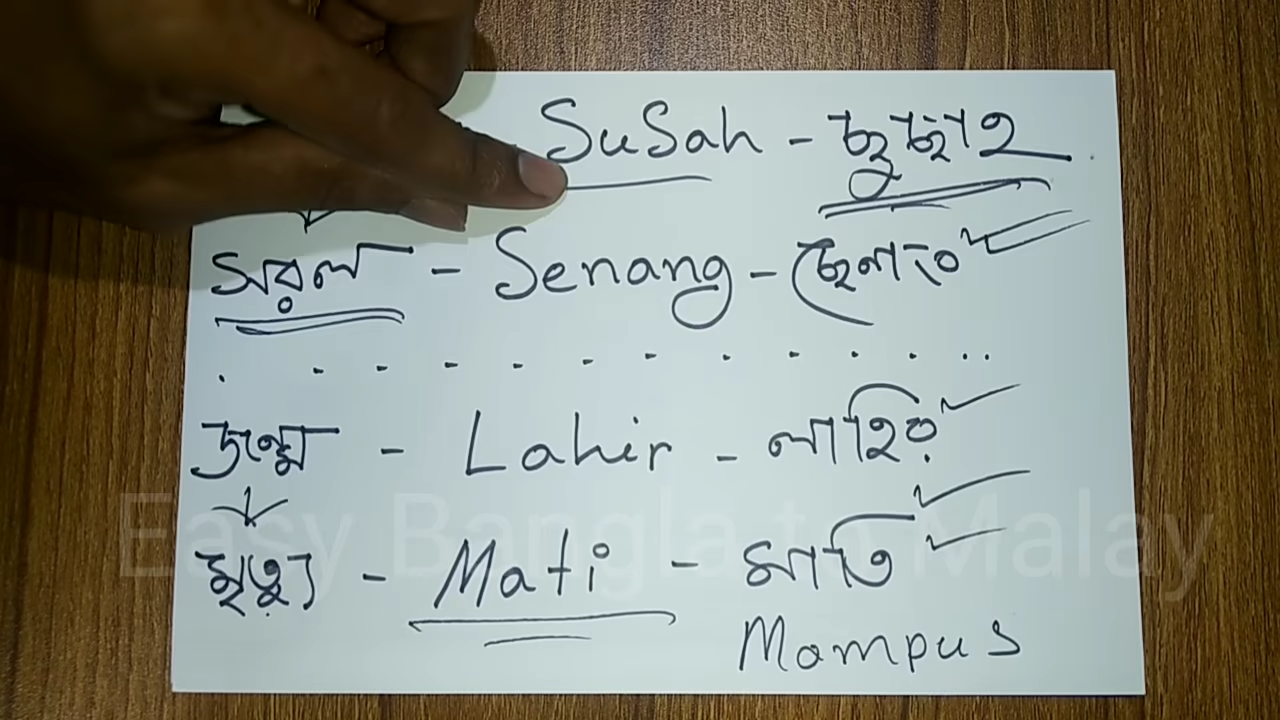 SuSah - ছুছাহ
সরল - Senang - ছেনাং
জন্মে - Lahir - লাহির
মৃত্যু - Mati - মাতি
Mampus
Easy Bangla to Malay